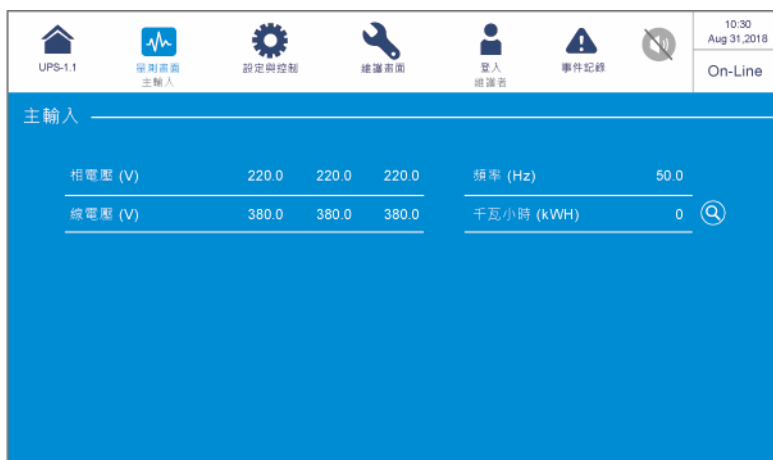 10:30
Aug 31,2018
UPS-1.1
量測畫面
主輸入
設定與控制
維護畫面
登入
維護者
事件記錄
On-Line
主輸入
相電壓 (V) 220.0 220.0 220.0
頻率 (Hz) 50.0
線電壓 (V) 380.0 380.0 380.0
千瓦小時 (kWH) 0